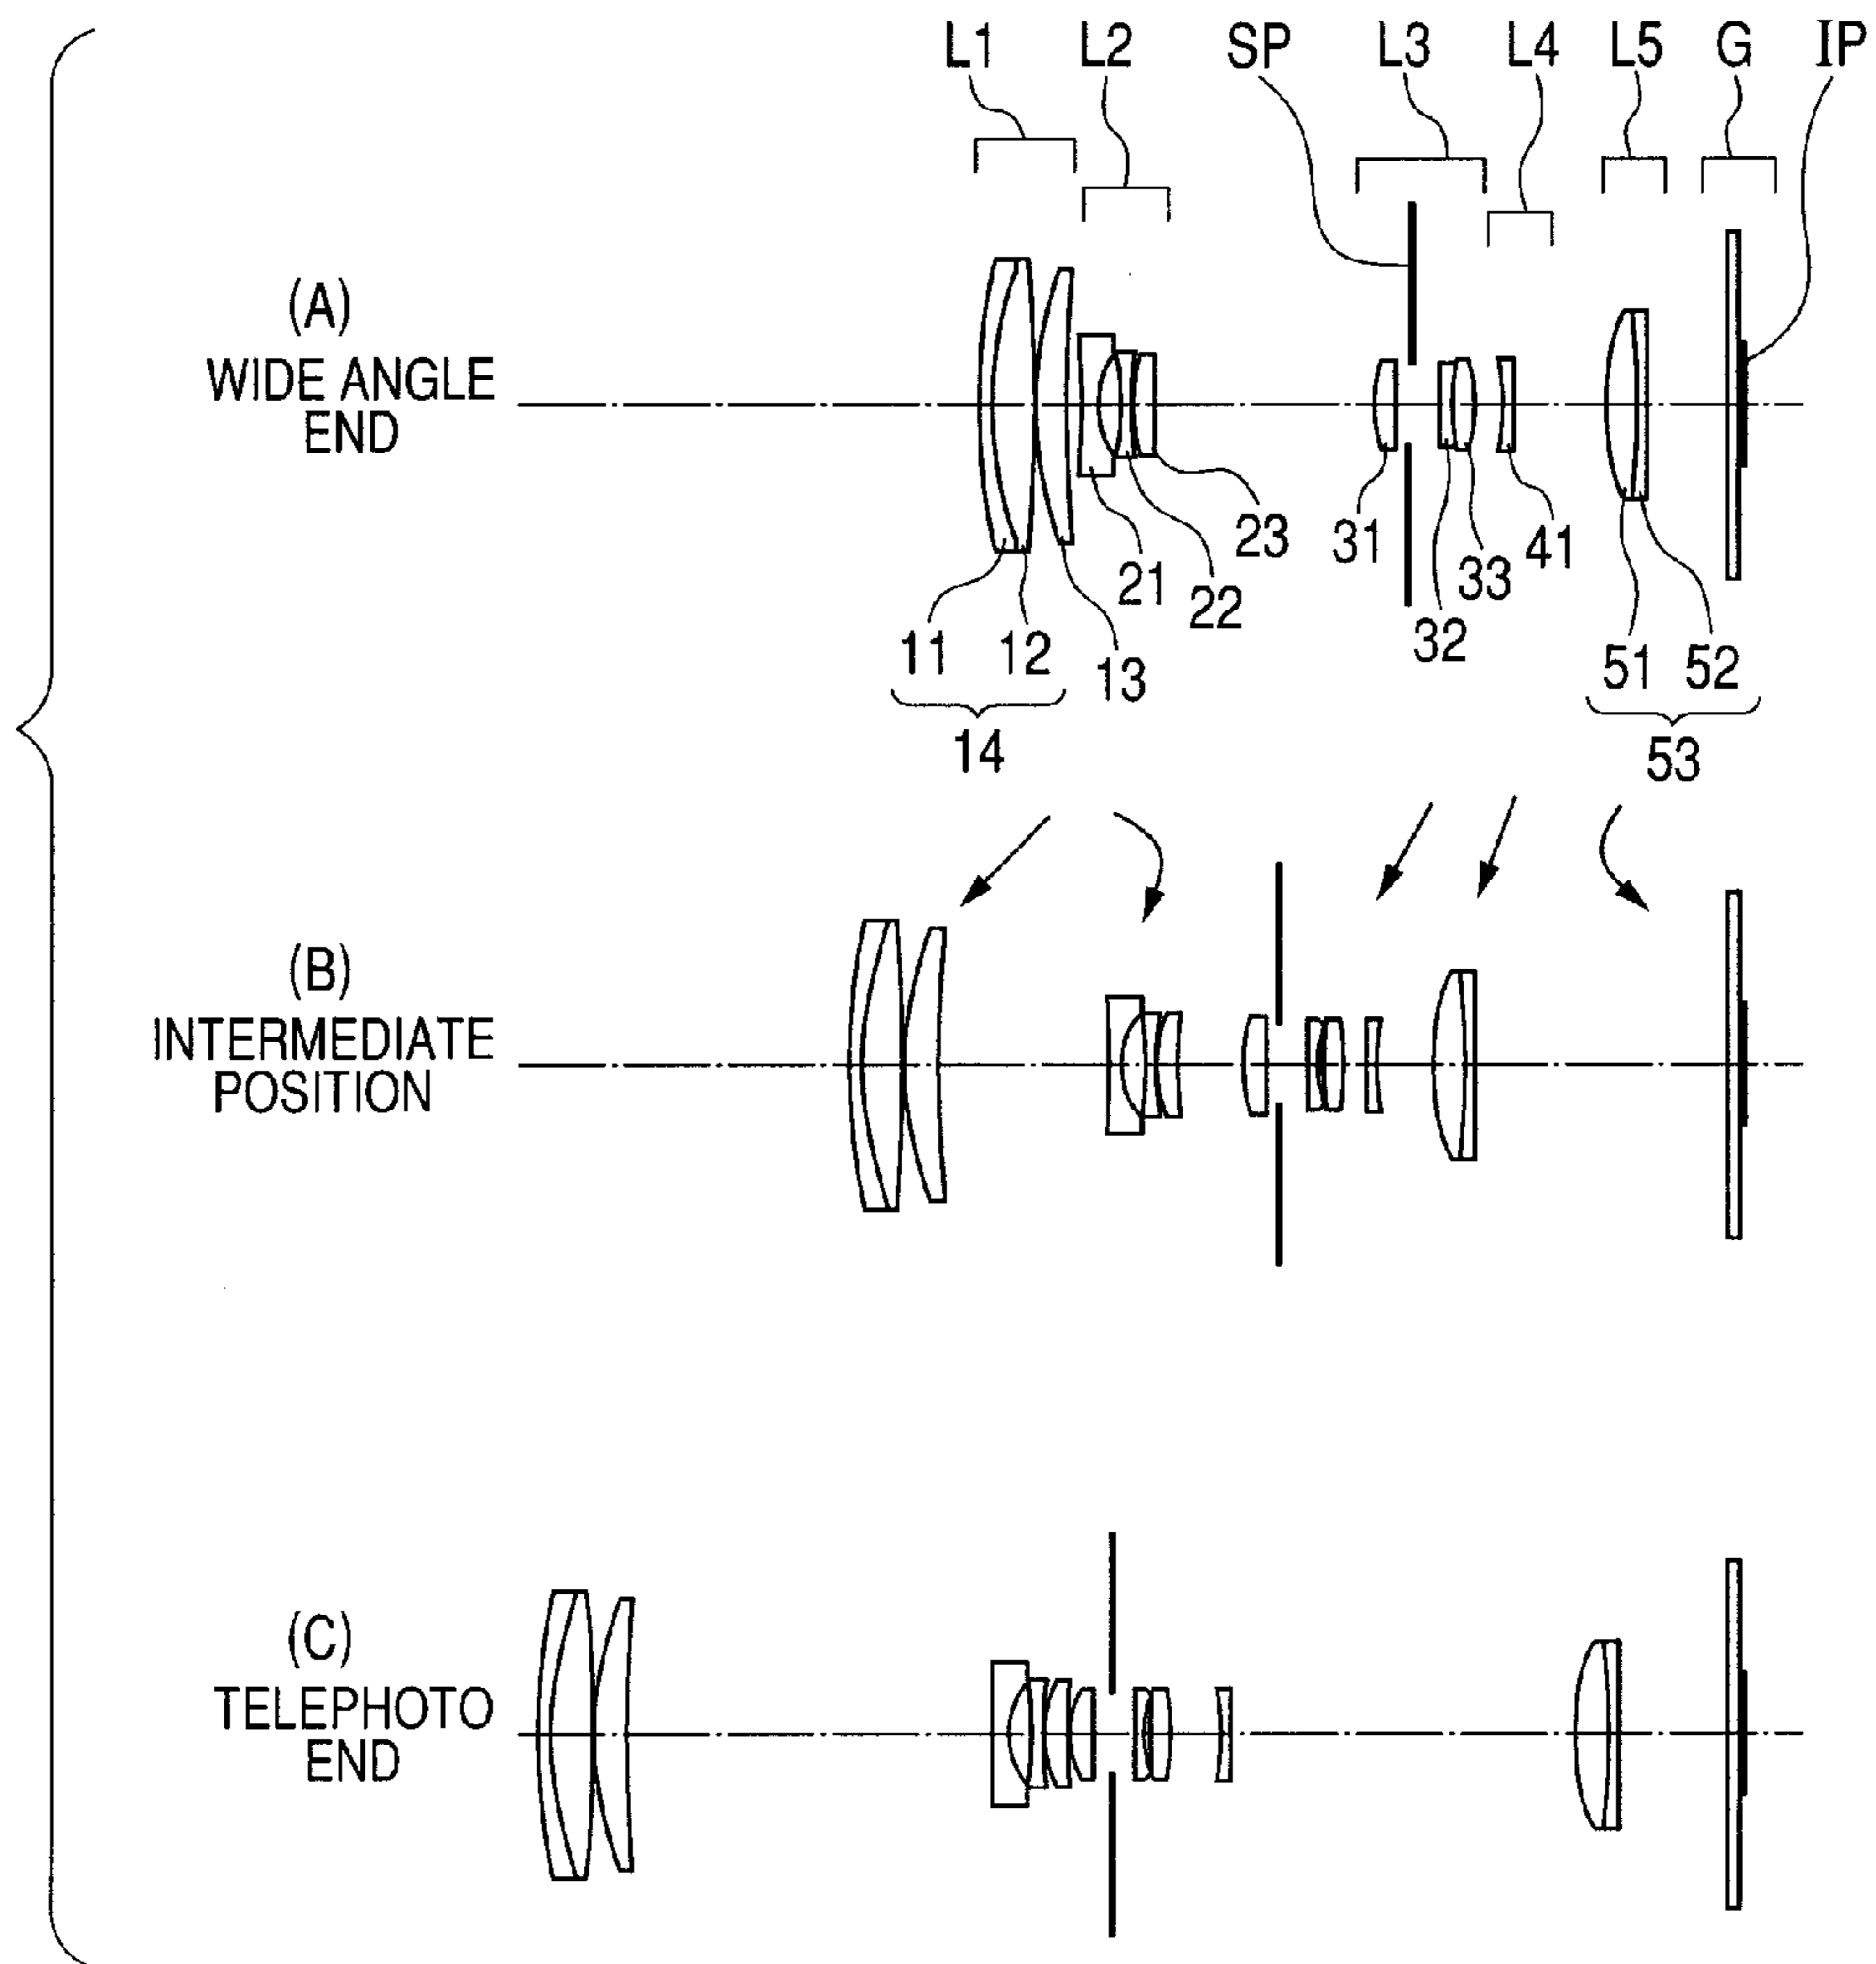 L1 L2 SP L3 L4 L5 G IP
(A)
WIDE ANGLE
END
31 23 41
21 33
22
11 12 32 51 52
13
14 53
(B)
INTERMEDIATE
POSITION
(C)
TELEPHOTO
END